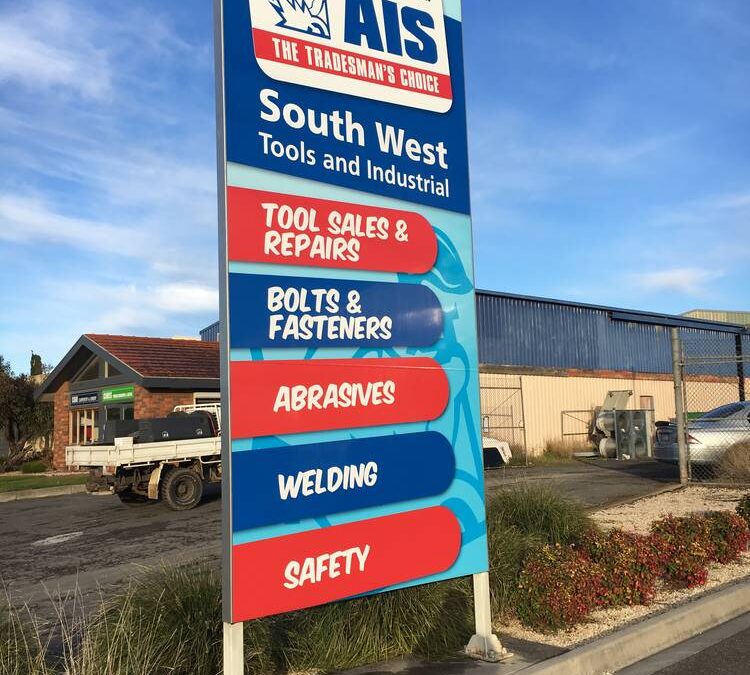 AIS
THE TRADESMAN'S CHOICE
South West
Tools and Industrial
TOOL SALES &
REPAIRS
BOLTS &
FASTENERS
ABRASIVES
WELDING
SAFETY